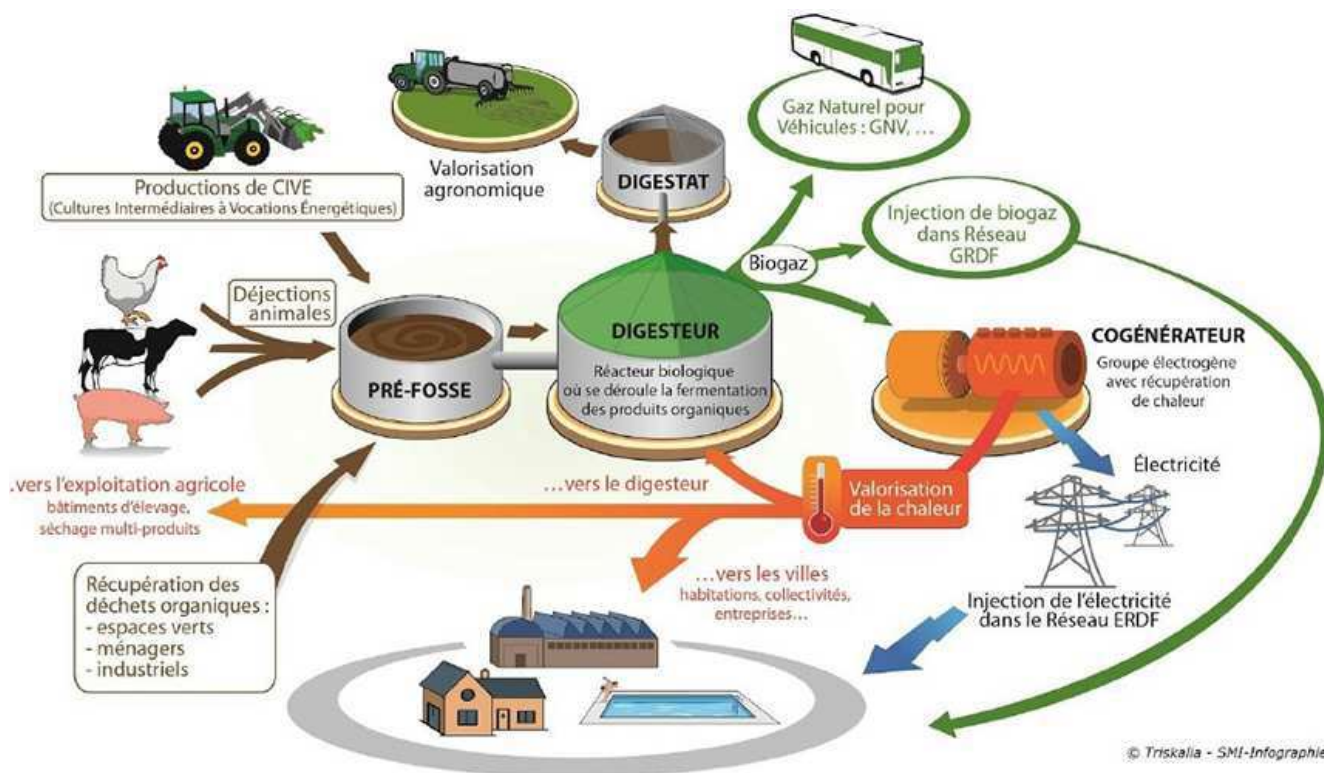 Productions de CIVE
(Cultures Intermédiaires à Vocations Énergétiques)
Valorisation
agronomique
DIGESTAT
Gaz Naturel pour
Véhicules : GNV, ...
Injection de biogaz
dans Réseau
GRDF
Biogaz
Déjections
animales
PRÉ-FOSSE
DIGESTEUR
Réacteur biologique
où se déroule la fermentation
des produits organiques
COGÉNÉRATEUR
Groupe électrogène
avec récupération
de chaleur
Électricité
...vers l'exploitation agricole
bâtiments d'élevage,
séchage multi-produits
...vers le digesteur
Valorisation
de la chaleur
...vers les villes
habitations, collectivités,
entreprises...
Injection de l'électricité
dans le Réseau ERDF
Récupération des
déchets organiques :
- espaces verts
- ménagers
- industriels
© Triskalia - SMI-Infographie